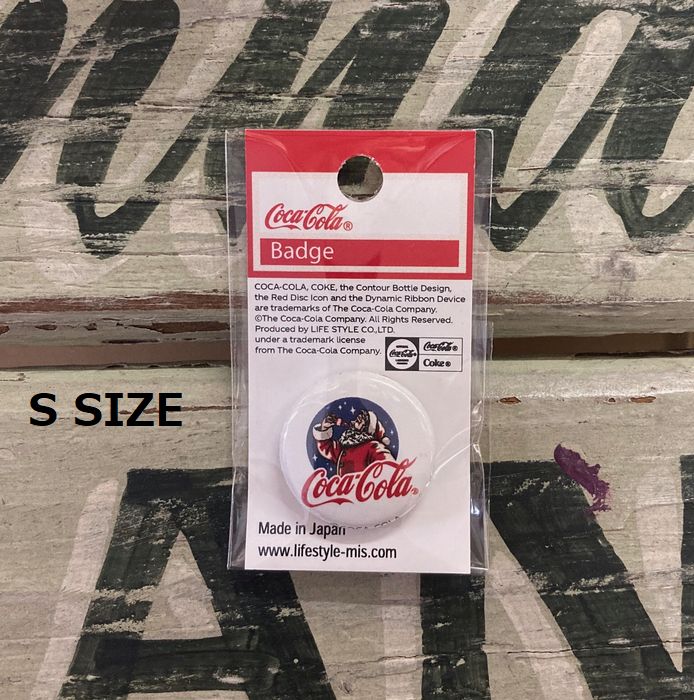 Coca-Cola®
Badge
COCA-COLA, COKE, the Contour Bottle Design,
the Red Disc Icon and the Dynamic Ribbon Device
are trademarks of The Coca-Cola Company.
©The Coca-Cola Company. All Rights Reserved.
Produced by LIFE STYLE CO,.LTD.
under a trademark license
from The Coca-Cola Company.
Coca-Cola®
Coca-Cola®
Coke®
S SIZE
Coca-Cola®
Made in Japan
www.lifestyle-mis.com